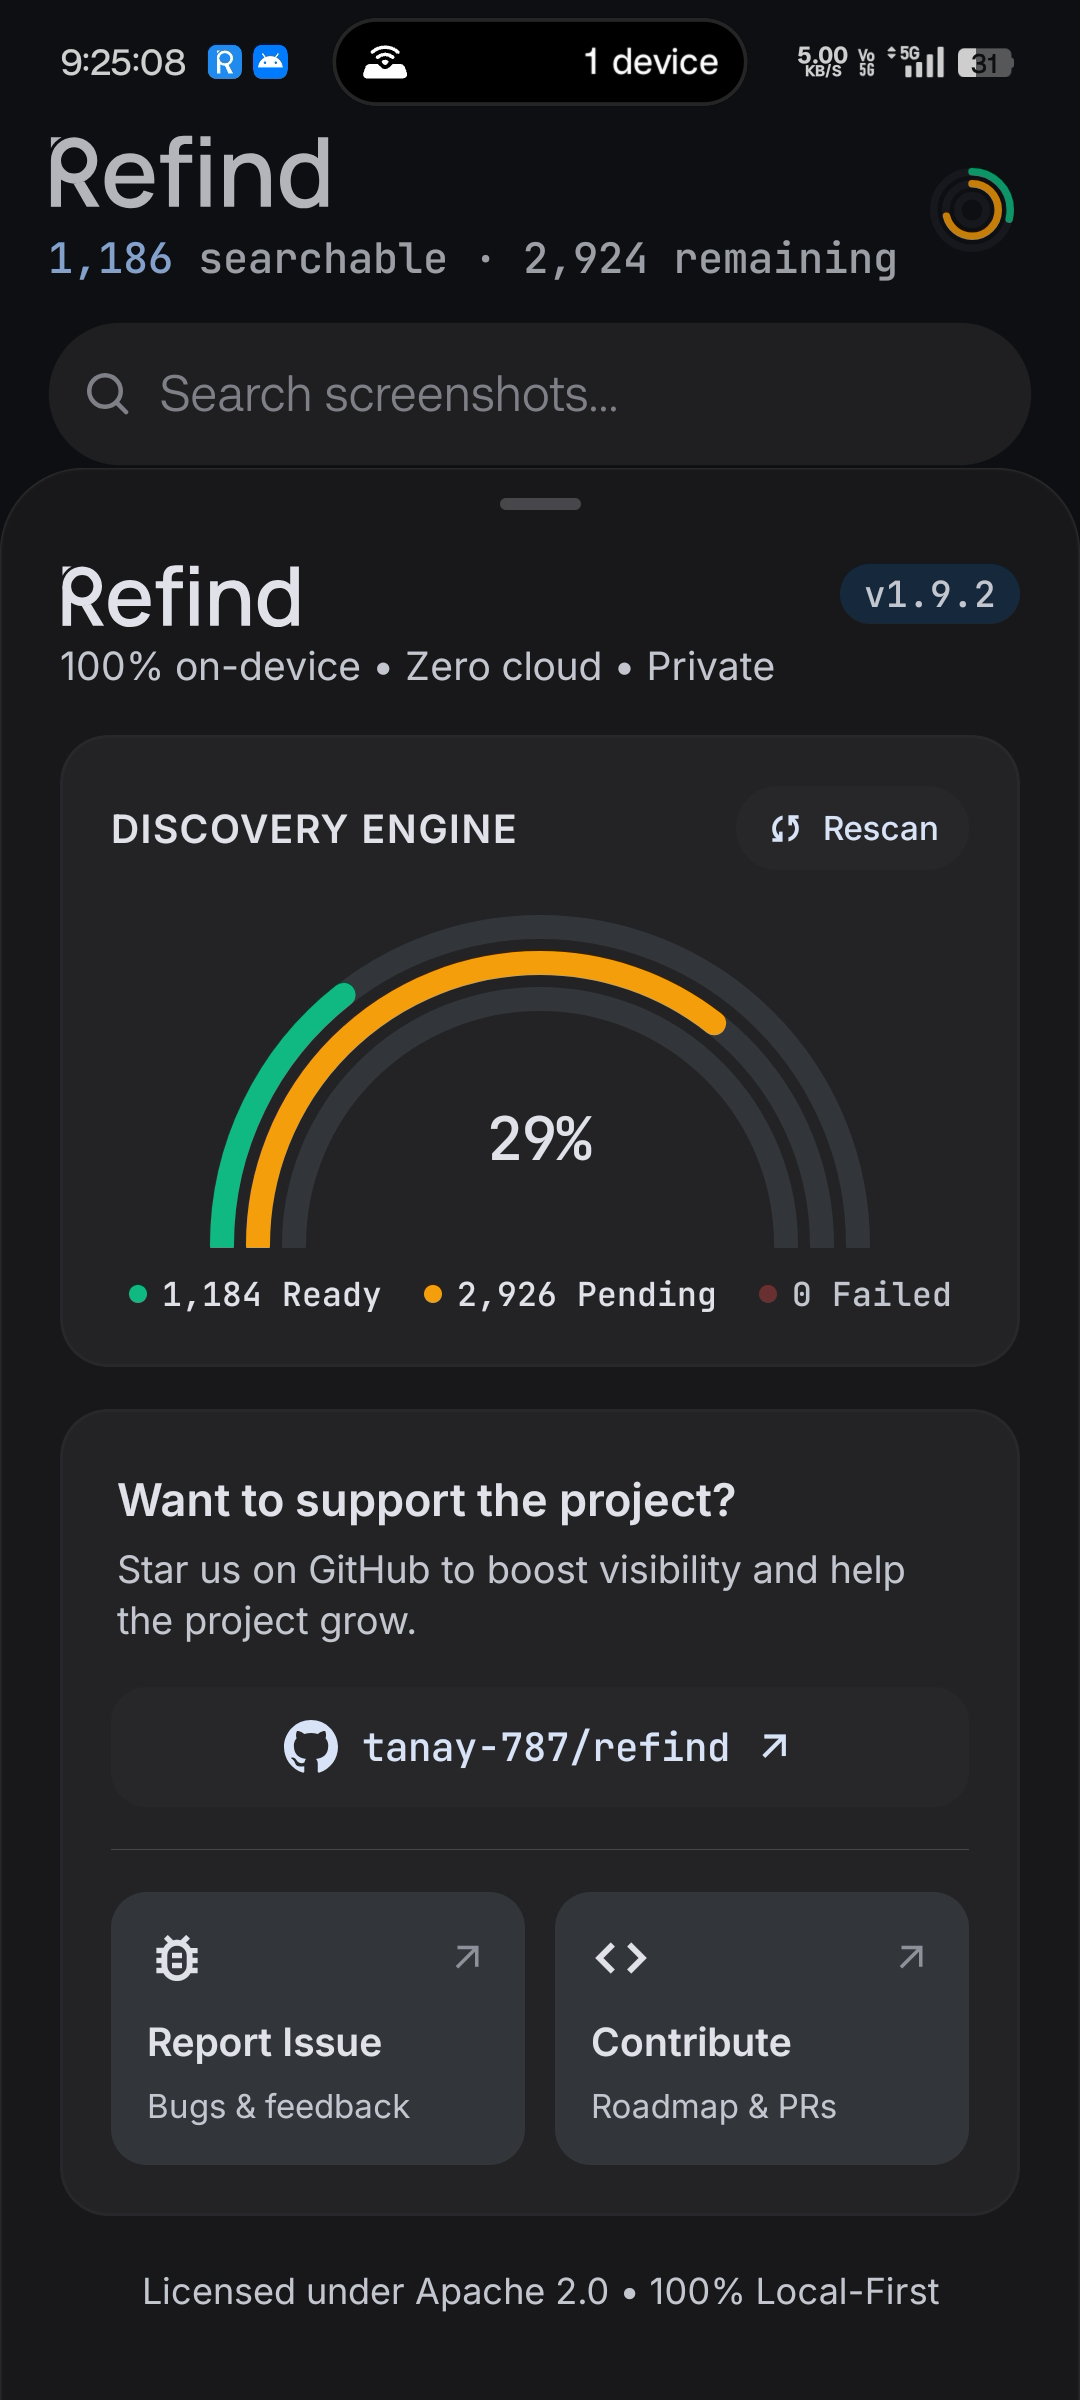 9:25:08
1 device
5.00 KB/S
Vo 5G
5G
31
Refind
1,186 searchable · 2,924 remaining
Search screenshots...
Refind
v1.9.2
100% on-device • Zero cloud • Private
DISCOVERY ENGINE
Rescan
29%
1,184 Ready
2,926 Pending
0 Failed
Want to support the project?
Star us on GitHub to boost visibility and help
the project grow.
tanay-787/refind
Report Issue
Bugs & feedback
Contribute
Roadmap & PRs
Licensed under Apache 2.0 • 100% Local-First